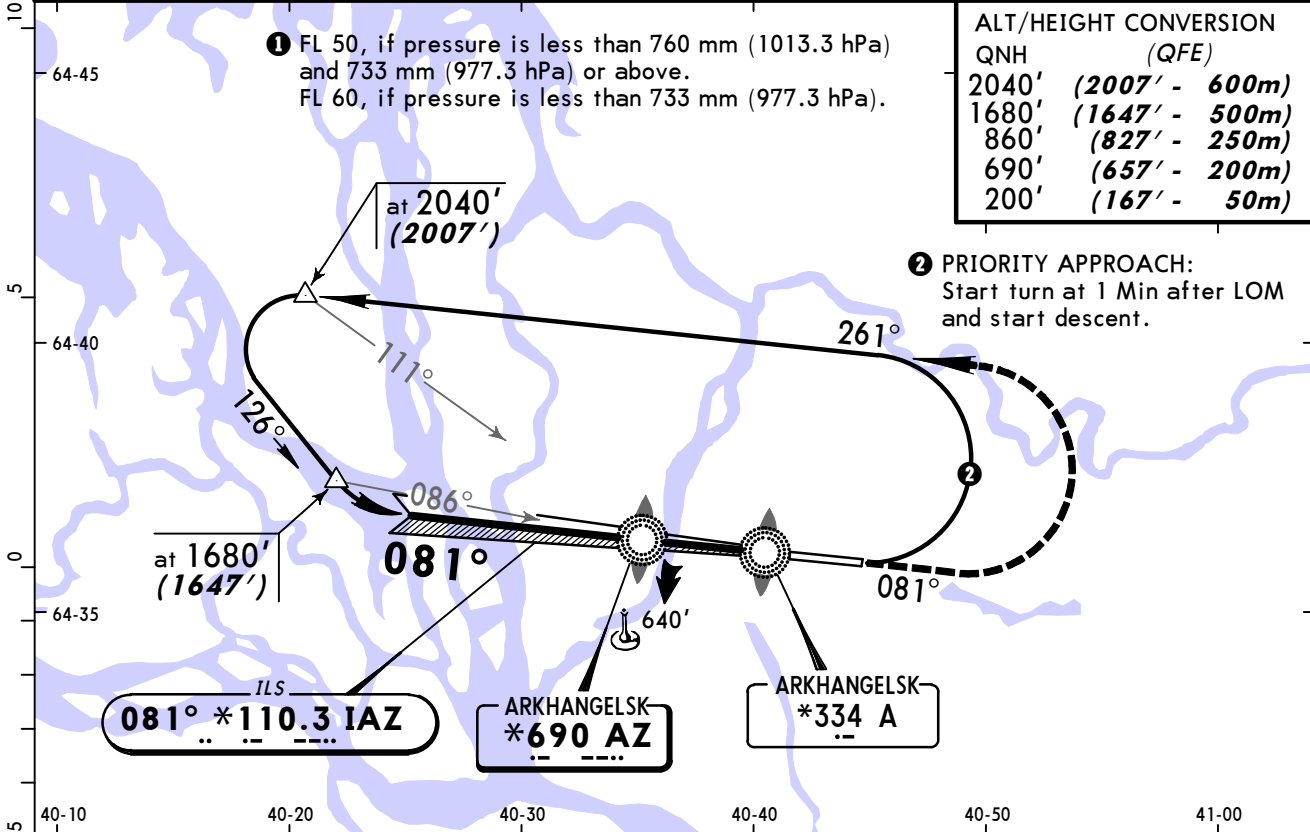 10
❶ FL 50, if pressure is less than 760 mm (1013.3 hPa)
and 733 mm (977.3 hPa) or above.
FL 60, if pressure is less than 733 mm (977.3 hPa).
ALT/HEIGHT CONVERSION
QNH (QFE)
2040' (2007' - 600m)
1680' (1647' - 500m)
860' (827' - 250m)
690' (657' - 200m)
200' (167' - 50m)
64-45
at 2040'
(2007')
❷ PRIORITY APPROACH:
Start turn at 1 Min after LOM
and start descent.
5
64-40
261°
111°
126°
❷
086°
081°
at 1680'
(1647')
0
081°
64-35
640'
ILS
081° *110.3 IAZ
ARKHANGELSK
*690 AZ
ARKHANGELSK
*334 A
5
40-10
40-20
40-30
40-40
40-50
41-00